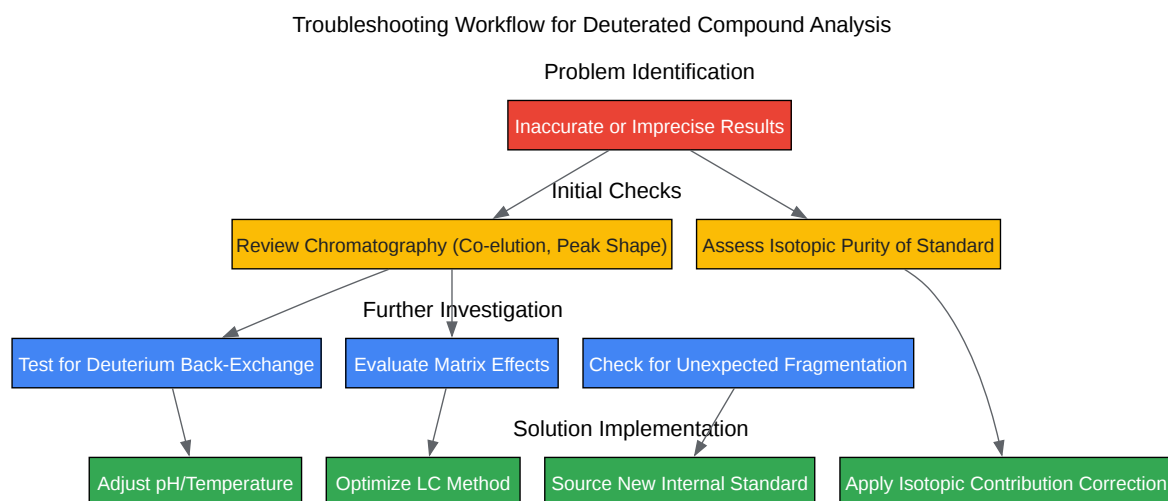 Troubleshooting Workflow for Deuterated Compound Analysis
Problem Identification
Inaccurate or Imprecise Results
Initial Checks
Review Chromatography (Co-elution, Peak Shape)
Assess Isotopic Purity of Standard
Further Investigation
Test for Deuterium Back-Exchange
Evaluate Matrix Effects
Check for Unexpected Fragmentation
Solution Implementation
Adjust pH/Temperature
Optimize LC Method
Source New Internal Standard
Apply Isotopic Contribution Correction